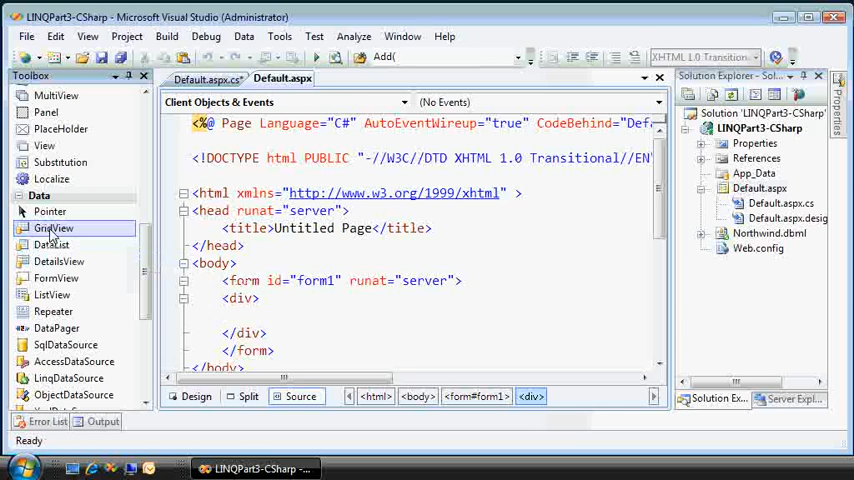 LINQPart3-CSharp - Microsoft Visual Studio (Administrator)
File Edit View Project Build Debug Data Tools Test Analyze Window Help
Add( XHTML 1.0 Transition
Toolbox
MultiView
Panel
PlaceHolder
View
Substitution
Localize
Data
Pointer
GridView
DataList
DetailsView
FormView
ListView
Repeater
DataPager
SqlDataSource
AccessDataSource
LinqDataSource
ObjectDataSource
Default.aspx.cs* Default.aspx
Client Objects & Events (No Events)
<%@ Page Language="C#" AutoEventWireup="true" CodeBehind="Defa
<!DOCTYPE html PUBLIC "-//W3C//DTD XHTML 1.0 Transitional//EN"
<html xmlns="http://www.w3.org/1999/xhtml" >
<head runat="server">
<title>Untitled Page</title>
</head>
<body>
<form id="form1" runat="server">
<div>
</div>
</form>
</body>
Design Split Source <html> <body> <form#form1> <div>
Solution Explorer - Sol...
Solution 'LINQPart3-CSharp'
LINQPart3-CSharp
Properties
References
App_Data
Default.aspx
Default.aspx.cs
Default.aspx.desig
Northwind.dbml
Web.config
Solution Ex... Server Expl...
Properties
Error List Output
Ready
LINQPart3-CSharp -...